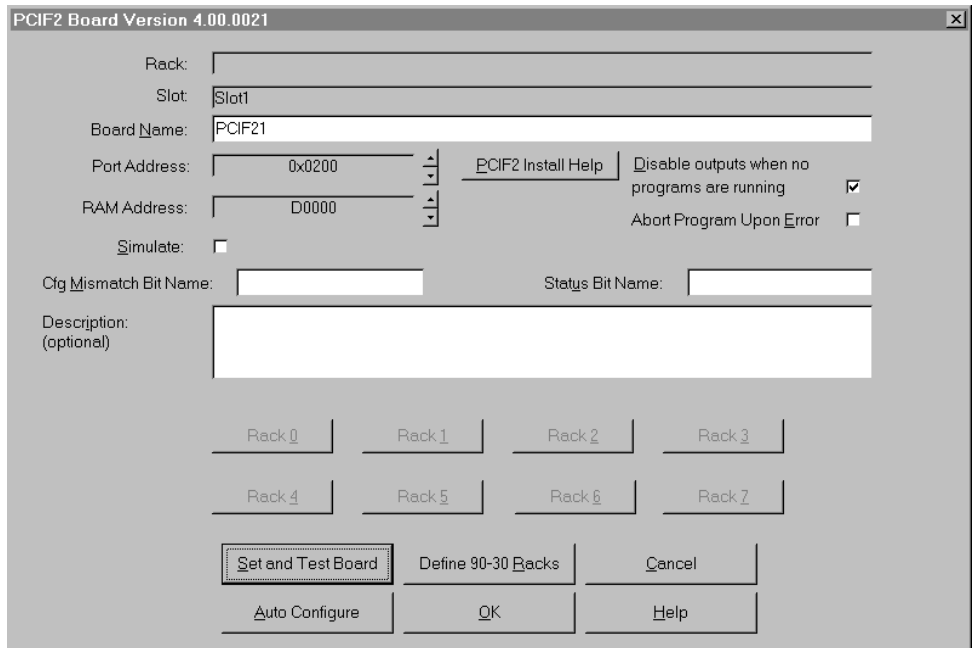 PCIF2 Board Version 4.00.0021
Rack:
Slot: Slot1
Board Name: PCIF21
Port Address: 0x0200 PCIF2 Install Help Disable outputs when no
programs are running
RAM Address: D0000 Abort Program Upon Error
Simulate:
Cfg Mismatch Bit Name: Status Bit Name:
Description:
(optional)
Rack 0 Rack 1 Rack 2 Rack 3
Rack 4 Rack 5 Rack 6 Rack 7
Set and Test Board Define 90-30 Racks Cancel
Auto Configure OK Help